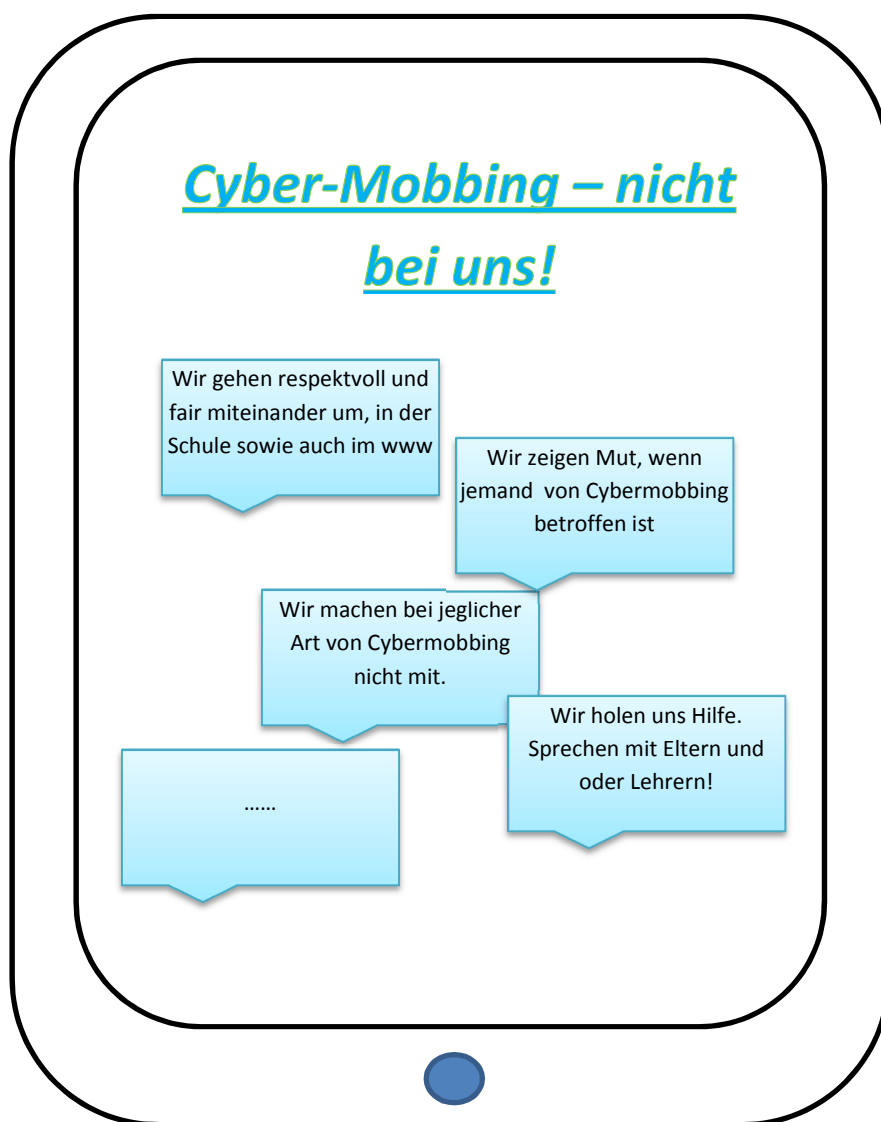 Cyber-Mobbing – nicht
bei uns!
Wir gehen respektvoll und
fair miteinander um, in der
Schule sowie auch im www
Wir zeigen Mut, wenn
jemand von Cybermobbing
betroffen ist
Wir machen bei jeglicher
Art von Cybermobbing
nicht mit.
Wir holen uns Hilfe.
Sprechen mit Eltern und
oder Lehrern!
......